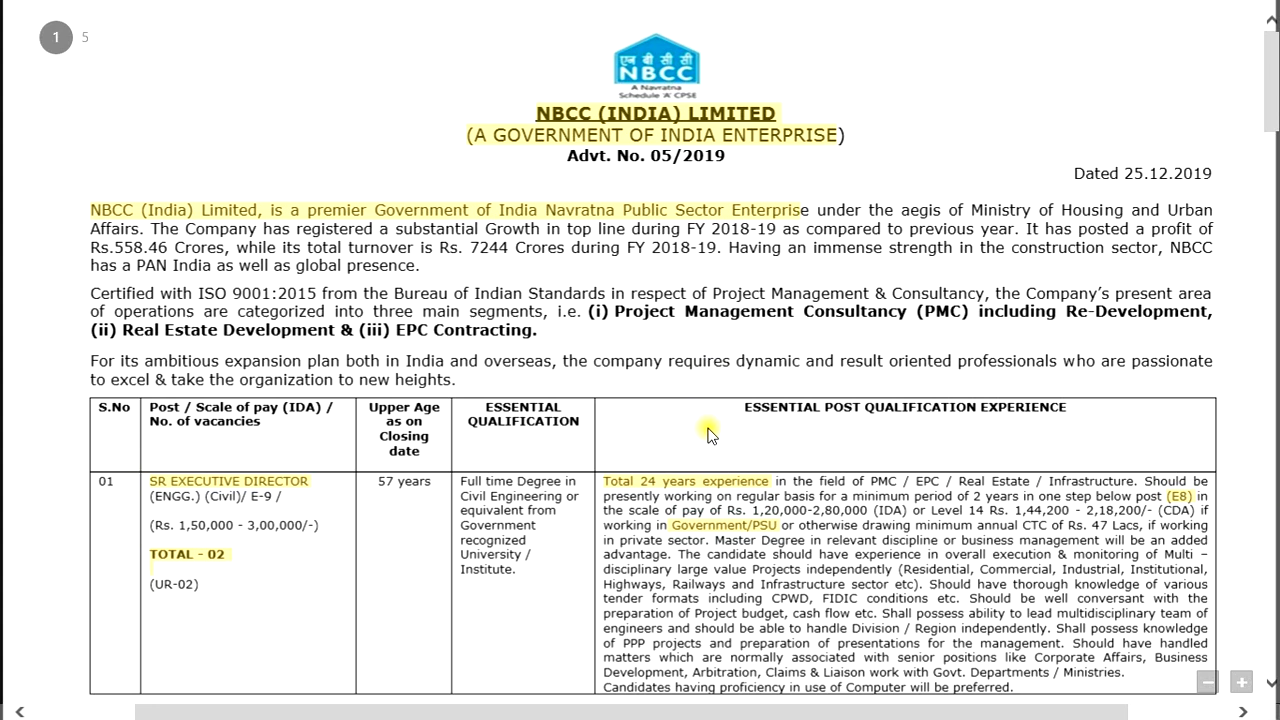 1 5
एन बी सी सी
NBCC
A Navratna
Schedule 'A' CPSE
NBCC (INDIA) LIMITED
(A GOVERNMENT OF INDIA ENTERPRISE)
Advt. No. 05/2019
Dated 25.12.2019
NBCC (India) Limited, is a premier Government of India Navratna Public Sector Enterprise under the aegis of Ministry of Housing and Urban
Affairs. The Company has registered a substantial Growth in top line during FY 2018-19 as compared to previous year. It has posted a profit of
Rs.558.46 Crores, while its total turnover is Rs. 7244 Crores during FY 2018-19. Having an immense strength in the construction sector, NBCC
has a PAN India as well as global presence.
Certified with ISO 9001:2015 from the Bureau of Indian Standards in respect of Project Management & Consultancy, the Company's present area
of operations are categorized into three main segments, i.e. (i) Project Management Consultancy (PMC) including Re-Development,
(ii) Real Estate Development & (iii) EPC Contracting.
For its ambitious expansion plan both in India and overseas, the company requires dynamic and result oriented professionals who are passionate
to excel & take the organization to new heights.
S.No
Post / Scale of pay (IDA) /
No. of vacancies
Upper Age
as on
Closing
date
ESSENTIAL
QUALIFICATION
ESSENTIAL POST QUALIFICATION EXPERIENCE
01
SR EXECUTIVE DIRECTOR
(ENGG.) (Civil)/ E-9 /
(Rs. 1,50,000 - 3,00,000/-)
TOTAL - 02
(UR-02)
57 years
Full time Degree in
Civil Engineering or
equivalent from
Government
recognized
University /
Institute.
Total 24 years experience in the field of PMC / EPC / Real Estate / Infrastructure. Should be
presently working on regular basis for a minimum period of 2 years in one step below post (E8) in
the scale of pay of Rs. 1,20,000-2,80,000 (IDA) or Level 14 Rs. 1,44,200 - 2,18,200/- (CDA) if
working in Government/PSU or otherwise drawing minimum annual CTC of Rs. 47 Lacs, if working
in private sector. Master Degree in relevant discipline or business management will be an added
advantage. The candidate should have experience in overall execution & monitoring of Multi –
disciplinary large value Projects independently (Residential, Commercial, Industrial, Institutional,
Highways, Railways and Infrastructure sector etc). Should have thorough knowledge of various
tender formats including CPWD, FIDIC conditions etc. Should be well conversant with the
preparation of Project budget, cash flow etc. Shall possess ability to lead multidisciplinary team of
engineers and should be able to handle Division / Region independently. Shall possess knowledge
of PPP projects and preparation of presentations for the management. Should have handled
matters which are normally associated with senior positions like Corporate Affairs, Business
Development, Arbitration, Claims & Liaison work with Govt. Departments / Ministries.
Candidates having proficiency in use of Computer will be preferred.